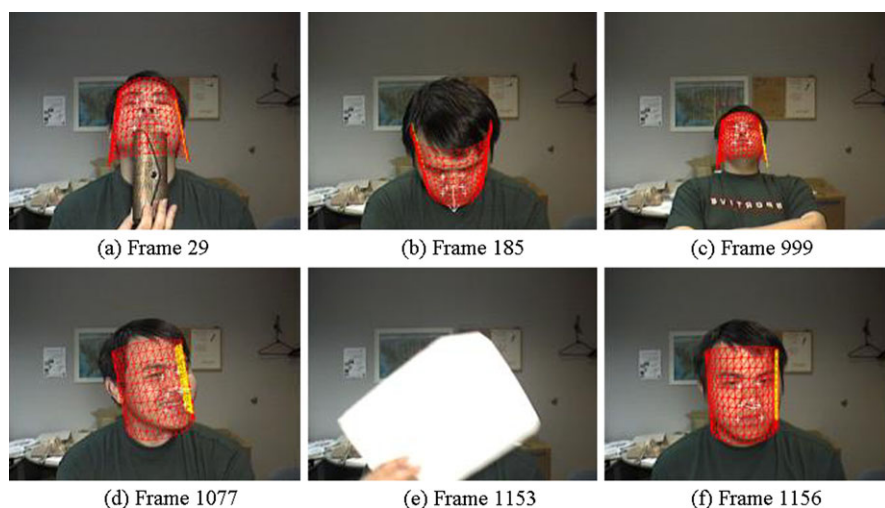 (a) Frame 29
(b) Frame 185
(c) Frame 999
(d) Frame 1077
(e) Frame 1153
(f) Frame 1156